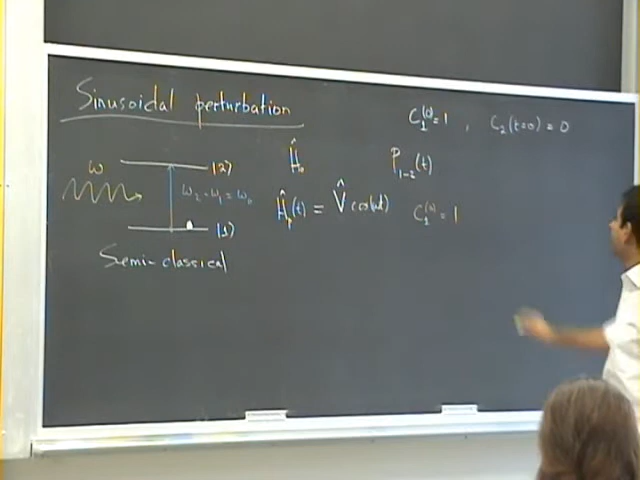 Sinusoidal perturbation
C₁⁽⁰⁾=1 , C₂(t=0) = 0
Ĥ₀
P₁₋₂(t)
ω
|2⟩
ω₂-ω₁=ω₀
Ĥₚ(t) = V̂ cos(ωt)
C₁⁽⁰⁾ = 1
|1⟩
Semi-classical